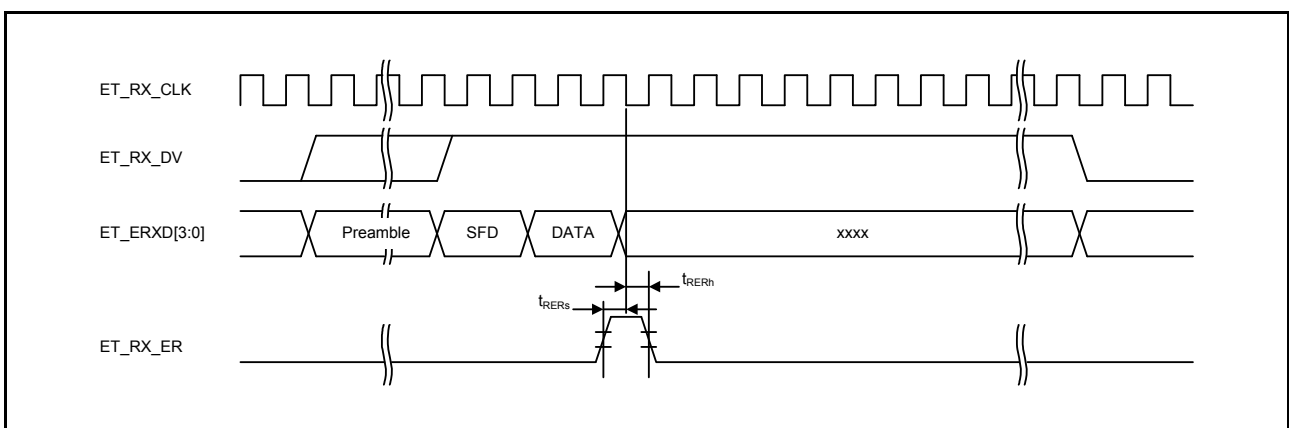 ET_RX_CLK
ET_RX_DV
ET_ERXD[3:0]
Preamble
SFD
DATA
xxxx
tRERh
tRERs
ET_RX_ER